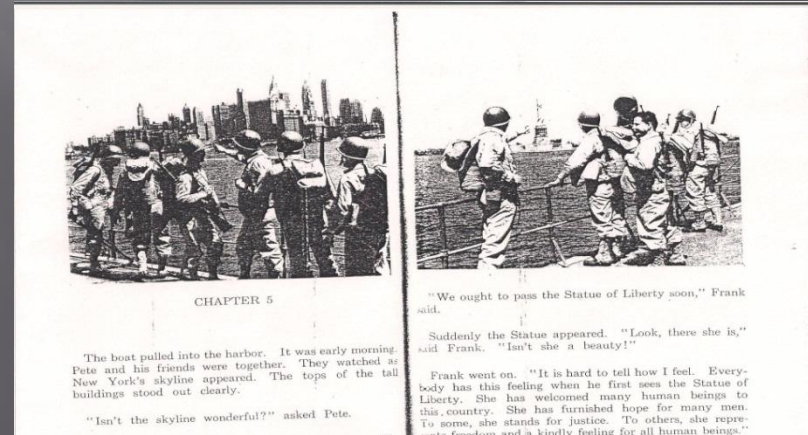 CHAPTER 5
The boat pulled into the harbor. It was early morning.
Pete and his friends were together. They watched as
New York's skyline appeared. The tops of the tall
buildings stood out clearly.
"Isn't the skyline wonderful?" asked Pete.
"We ought to pass the Statue of Liberty soon," Frank
said.
Suddenly the Statue appeared. "Look, there she is,"
said Frank. "Isn't she a beauty!"
Frank went on. "It is hard to tell how I feel. Every-
body has this feeling when he first sees the Statue of
Liberty. She has welcomed many human beings to
this country. She has furnished hope for many men.
To some, she stands for justice. To others, she repre-
freedom and a kindly feeling for all human beings."